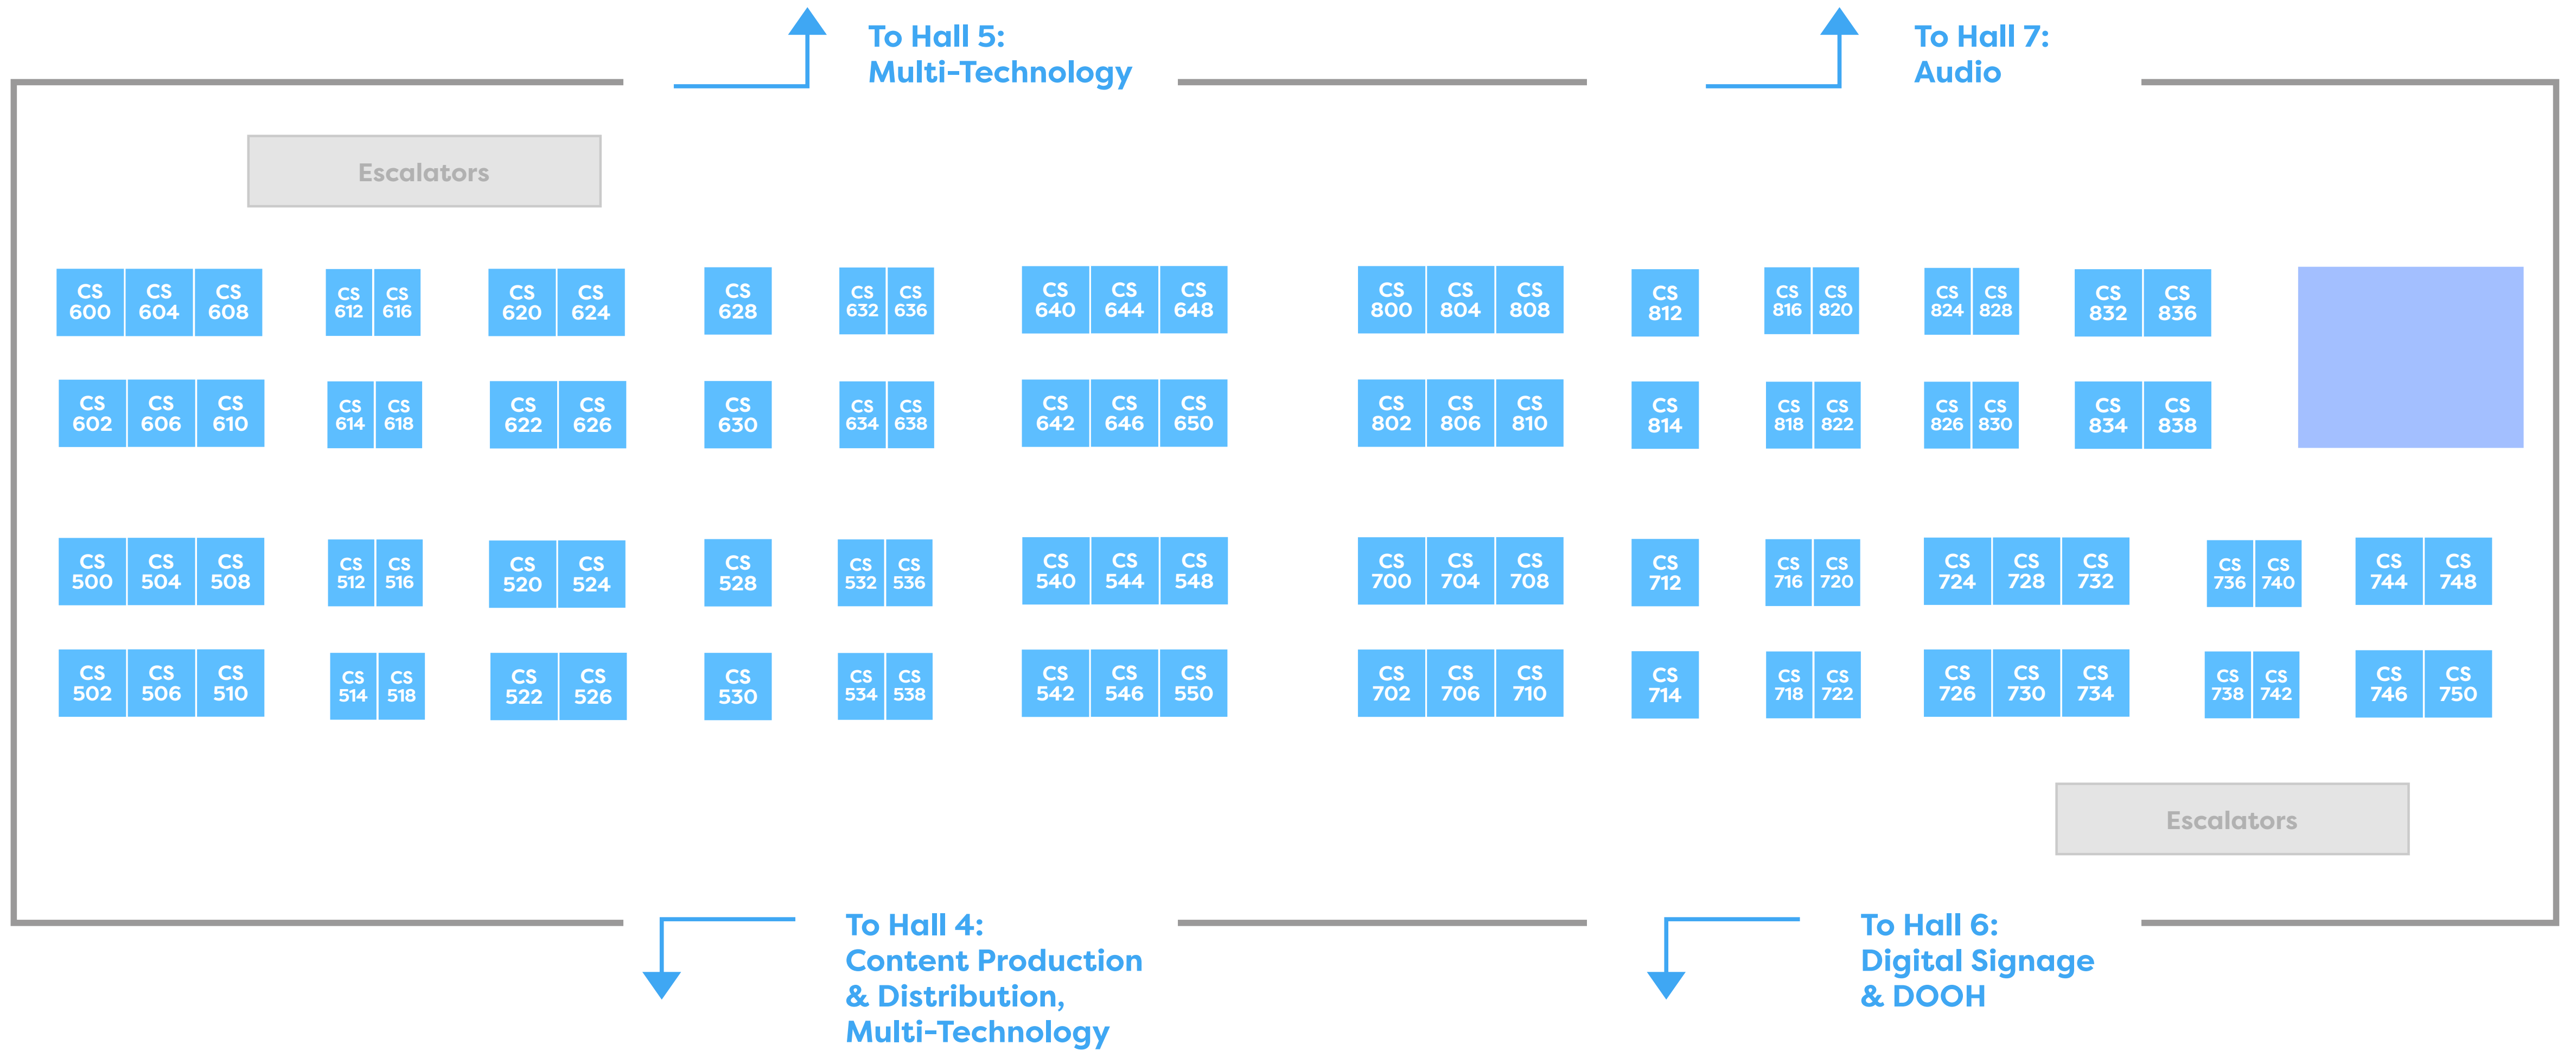 To Hall 5:
Multi-Technology
To Hall 7:
Audio
Escalators
CS CS CS CS CS CS CS CS CS CS CS CS CS CS CS CS CS CS CS CS CS CS CS
600 604 608 612 616 620 624 628 632 636 640 644 648 800 804 808 812 816 820 824 828 832 836
CS CS CS CS CS CS CS CS CS CS CS CS CS CS CS CS CS CS CS CS CS CS CS
602 606 610 614 618 622 626 630 634 638 642 646 650 802 806 810 814 818 822 826 830 834 838
CS CS CS CS CS CS CS CS CS CS CS CS CS CS CS CS CS CS CS CS CS CS CS CS CS CS
500 504 508 512 516 520 524 528 532 536 540 544 548 700 704 708 712 716 720 724 728 732 736 740 744 748
CS CS CS CS CS CS CS CS CS CS CS CS CS CS CS CS CS CS CS CS CS CS CS CS CS CS
502 506 510 514 518 522 526 530 534 538 542 546 550 702 706 710 714 718 722 726 730 734 738 742 746 750
Escalators
To Hall 4:
Content Production
& Distribution,
Multi-Technology
To Hall 6:
Digital Signage
& DOOH